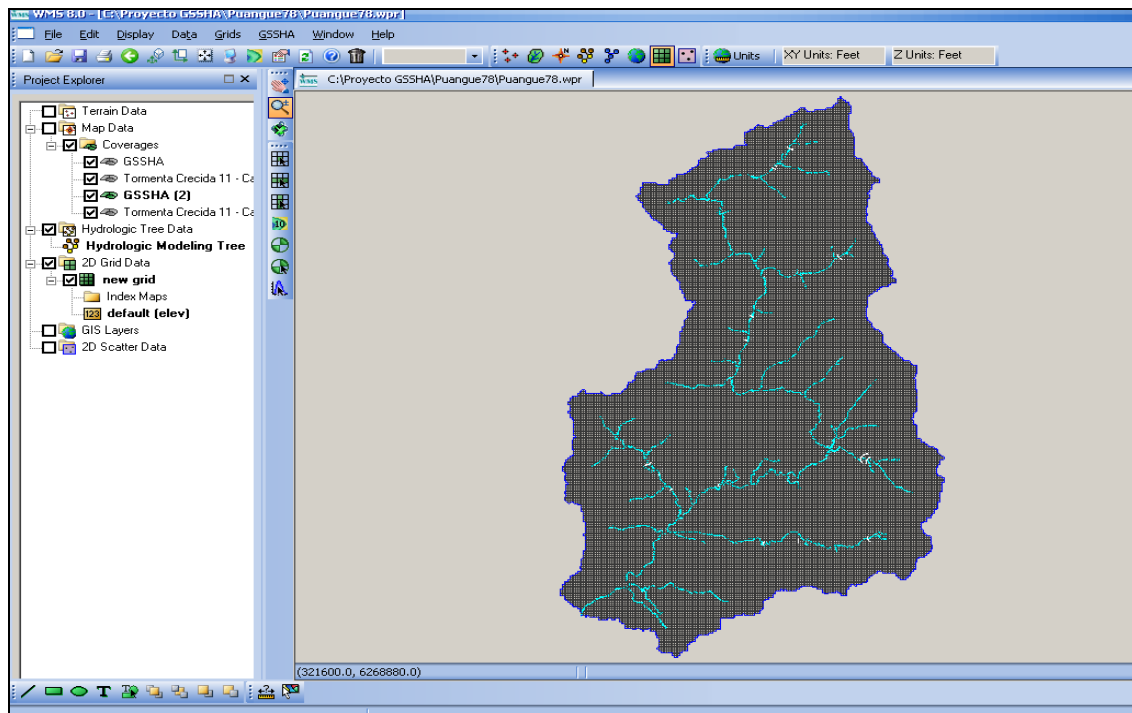 WMS 8.0 - [C:\Proyecto GSSHA\Puangue78\Puangue78.wpr]
File Edit Display Data Grids GSSHA Window Help
Units XY Units: Feet Z Units: Feet
Project Explorer
C:\Proyecto GSSHA\Puangue78\Puangue78.wpr
Terrain Data
Map Data
Coverages
GSSHA
Tormenta Crecida 11 - Ca
GSSHA (2)
Tormenta Crecida 11 - Ca
Hydrologic Tree Data
Hydrologic Modeling Tree
2D Grid Data
new grid
Index Maps
123 default (elev)
GIS Layers
2D Scatter Data
(321600.0, 6268880.0)
T